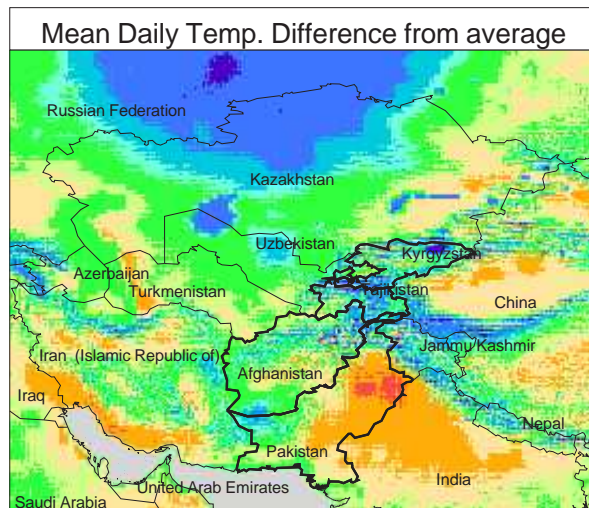 Mean Daily Temp. Difference from average
Russian Federation
Kazakhstan
Uzbekistan
Kyrgyzstan
Azerbaijan
Turkmenistan
Tajikistan
China
Iran (Islamic Republic of)
Jammu Kashmir
Afghanistan
Iraq
Nepal
Pakistan
India
United Arab Emirates
Saudi Arabia